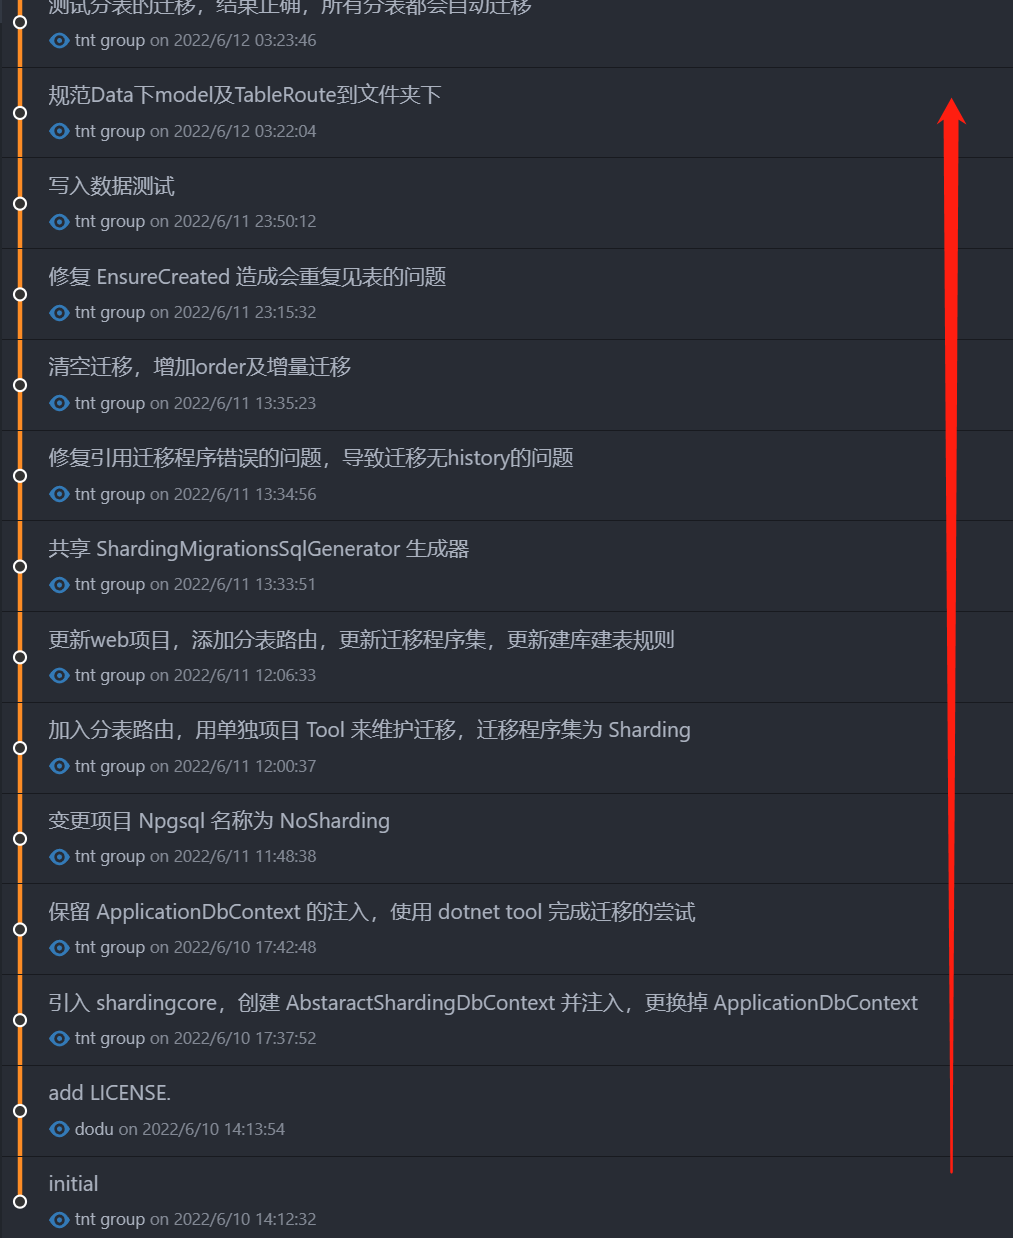 测试分表的迁移，结果正确，所有分表都会自动迁移
tnt group on 2022/6/12 03:23:46
规范Data下model及TableRoute到文件夹下
tnt group on 2022/6/12 03:22:04
写入数据测试
tnt group on 2022/6/11 23:50:12
修复 EnsureCreated 造成会重复见表的问题
tnt group on 2022/6/11 23:15:32
清空迁移，增加order及增量迁移
tnt group on 2022/6/11 13:35:23
修复引用迁移程序错误的问题，导致迁移无history的问题
tnt group on 2022/6/11 13:34:56
共享 ShardingMigrationsSqlGenerator 生成器
tnt group on 2022/6/11 13:33:51
更新web项目，添加分表路由，更新迁移程序集，更新建库建表规则
tnt group on 2022/6/11 12:06:33
加入分表路由，用单独项目 Tool 来维护迁移，迁移程序集为 Sharding
tnt group on 2022/6/11 12:00:37
变更项目 Npgsql 名称为 NoSharding
tnt group on 2022/6/11 11:48:38
保留 ApplicationDbContext 的注入，使用 dotnet tool 完成迁移的尝试
tnt group on 2022/6/10 17:42:48
引入 shardingcore，创建 AbstaractShardingDbContext 并注入，更换掉 ApplicationDbContext
tnt group on 2022/6/10 17:37:52
add LICENSE.
dodu on 2022/6/10 14:13:54
initial
tnt group on 2022/6/10 14:12:32